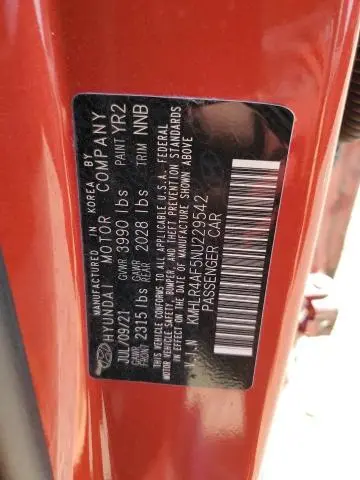 MANUFACTURED IN KOREA BY
HYUNDAI MOTOR COMPANY
JUL/09/21 GVWR 3990 lbs PAINT YR2
GAWR FRONT 2315 lbs GAWR REAR 2028 lbs TRIM NNB
THIS VEHICLE CONFORMS TO ALL APPLICABLE U.S.A. FEDERAL
MOTOR VEHICLE SAFETY, BUMPER, AND THEFT PREVENTION
STANDARDS IN EFFECT ON THE DATE OF MANUFACTURE SHOWN ABOVE
V.I.N KMHLR4AF5NU229542
PASSENGER CAR